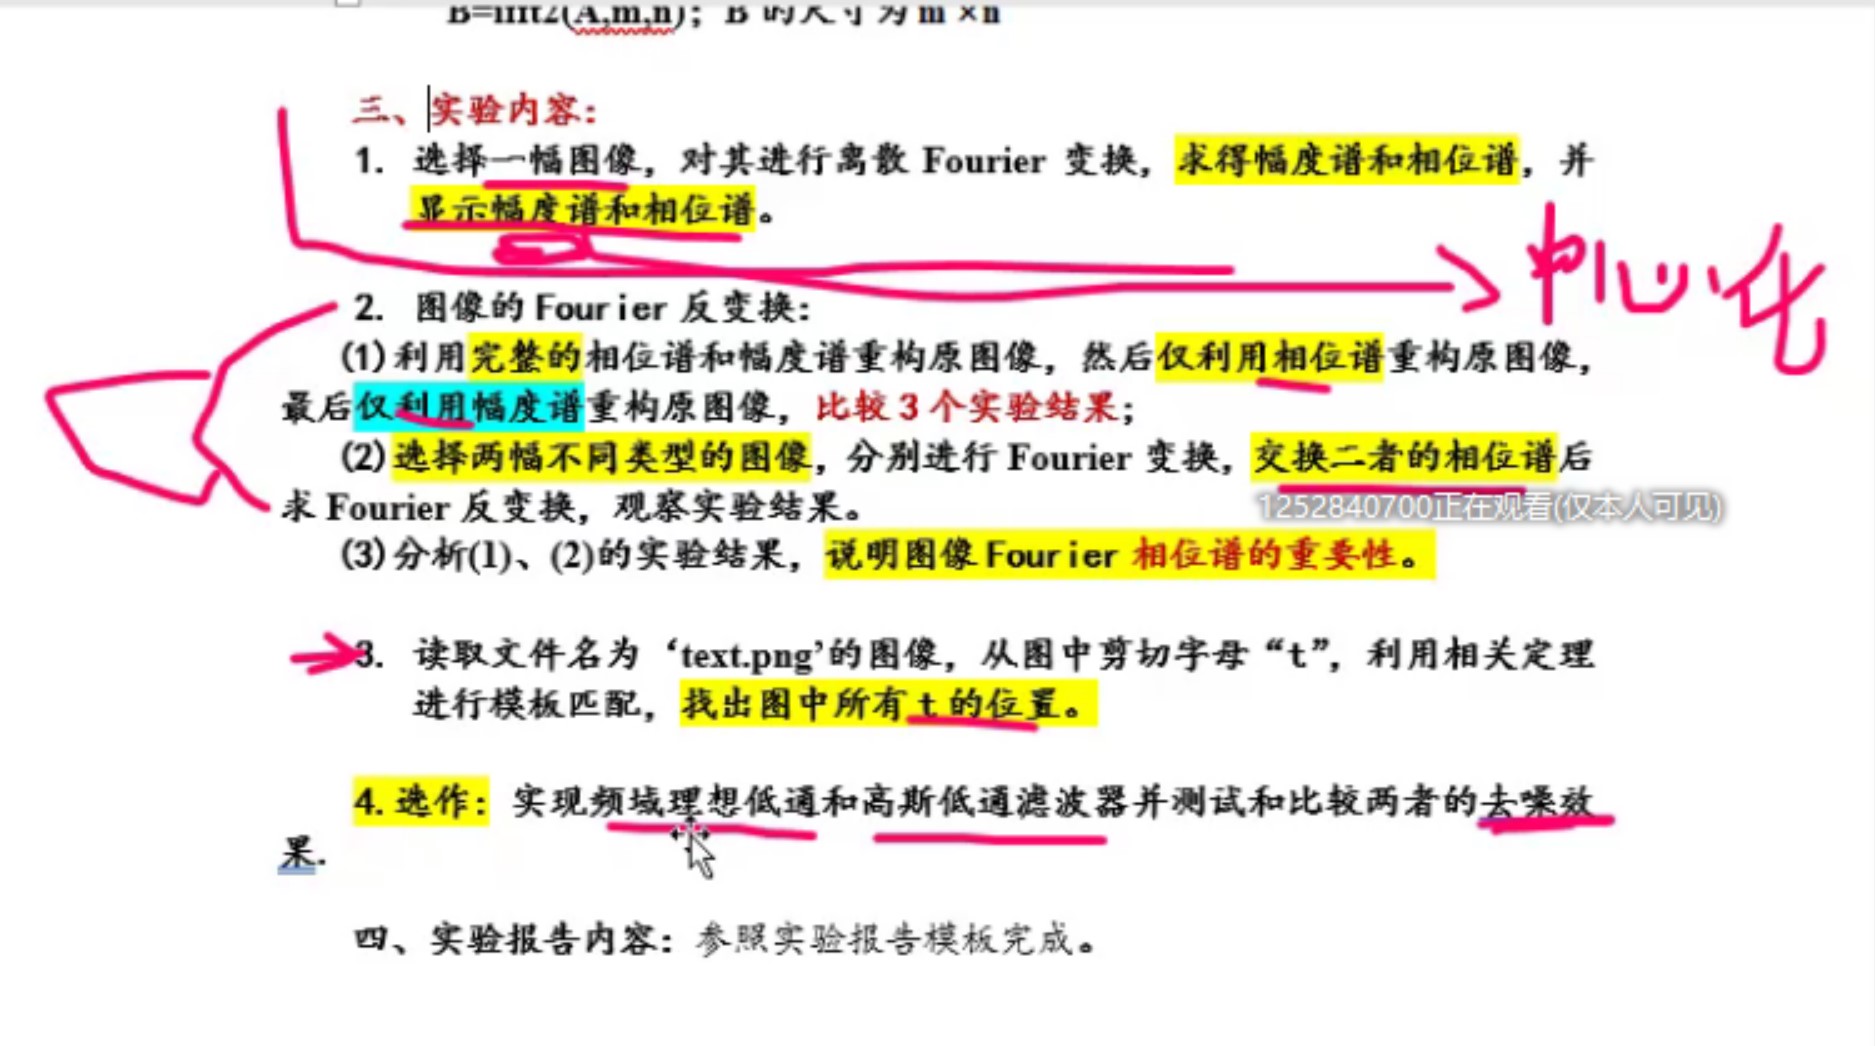 B=ifft2(A,m,n); B 的尺寸为 m×n
三、实验内容:
1. 选择一幅图像，对其进行离散 Fourier 变换，求得幅度谱和相位谱，并
显示幅度谱和相位谱。
中心化
2. 图像的 Fourier 反变换:
(1)利用完整的相位谱和幅度谱重构原图像，然后仅利用相位谱重构原图像，
最后仅利用幅度谱重构原图像，比较 3 个实验结果;
(2)选择两幅不同类型的图像，分别进行 Fourier 变换，交换二者的相位谱后
求 Fourier 反变换，观察实验结果。
1252840700正在观看(仅本人可见)
(3)分析(1)、(2)的实验结果，说明图像 Fourier 相位谱的重要性。
3. 读取文件名为‘text.png’的图像，从图中剪切字母“t”，利用相关定理
进行模板匹配，找出图中所有 t 的位置。
4.选作: 实现频域理想低通和高斯低通滤波器并测试和比较两者的去噪效
果.
四、实验报告内容: 参照实验报告模板完成。